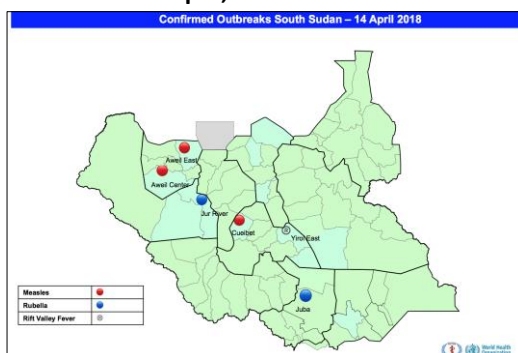 Confirmed Outbreaks South Sudan – 14 April 2018
Aweil East
Aweil Center
Jur River
Cueibet
Yirol East
Juba
Measles
Rubella
Rift Valley Fever
World Health
Organization